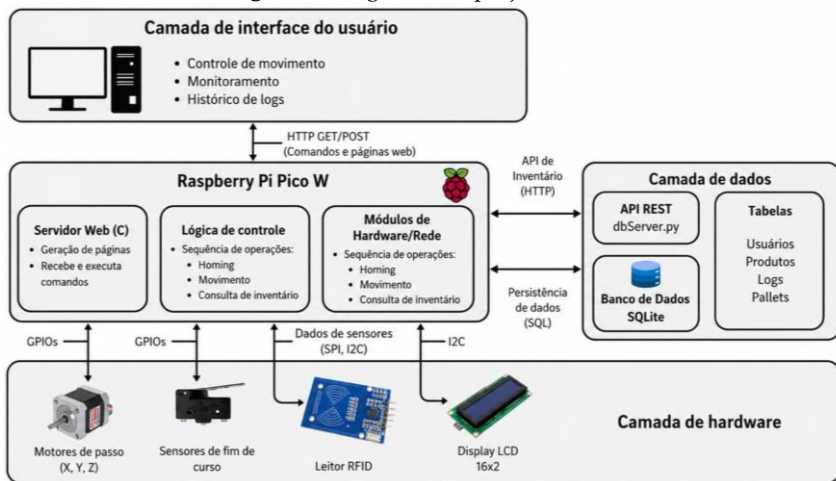 Camada de interface do usuário
• Controle de movimento
• Monitoramento
• Histórico de logs
HTTP GET/POST
(Comandos e páginas web)
Raspberry Pi Pico W
Servidor Web (C)
• Geração de páginas
• Recebe e executa
comandos
Lógica de controle
• Sequência de operações:
• Homing
• Movimento
• Consulta de inventário
Módulos de
Hardware/Rede
• Sequência de operações:
• Homing
• Movimento
• Consulta de inventário
API de
Inventário
(HTTP)
Persistência
de dados
(SQL)
Camada de dados
API REST
dbServer.py
Banco de Dados
SQLite
Tabelas
Usuários
Produtos
Logs
Pallets
GPIOs
GPIOs
Dados de sensores
(SPI, I2C)
I2C
Motores de passo
(X, Y, Z)
Sensores de fim de
curso
Leitor RFID
Display LCD
16x2
Camada de hardware